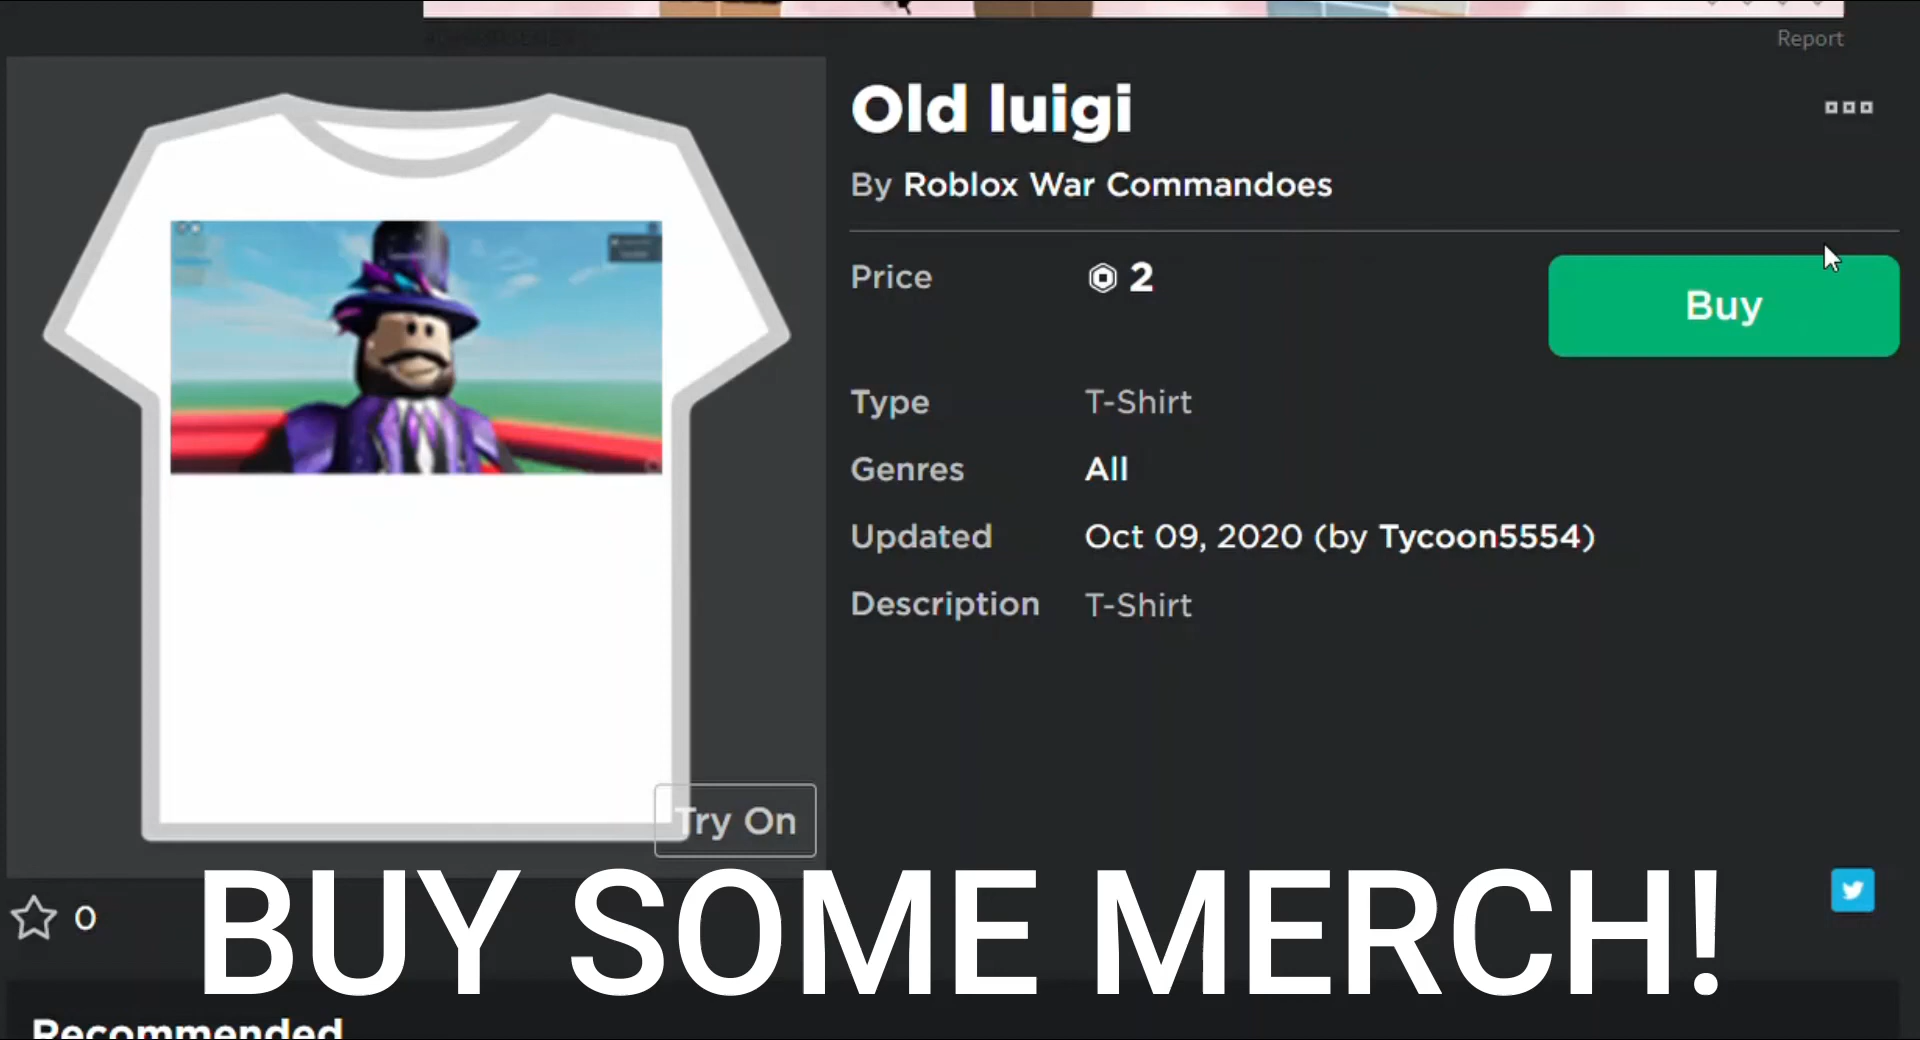 Report
Old luigi
By Roblox War Commandoes
Price 2
Buy
Type T-Shirt
Genres All
Updated Oct 09, 2020 (by Tycoon5554)
Description T-Shirt
Try On
0
BUY SOME MERCH!
Recommended